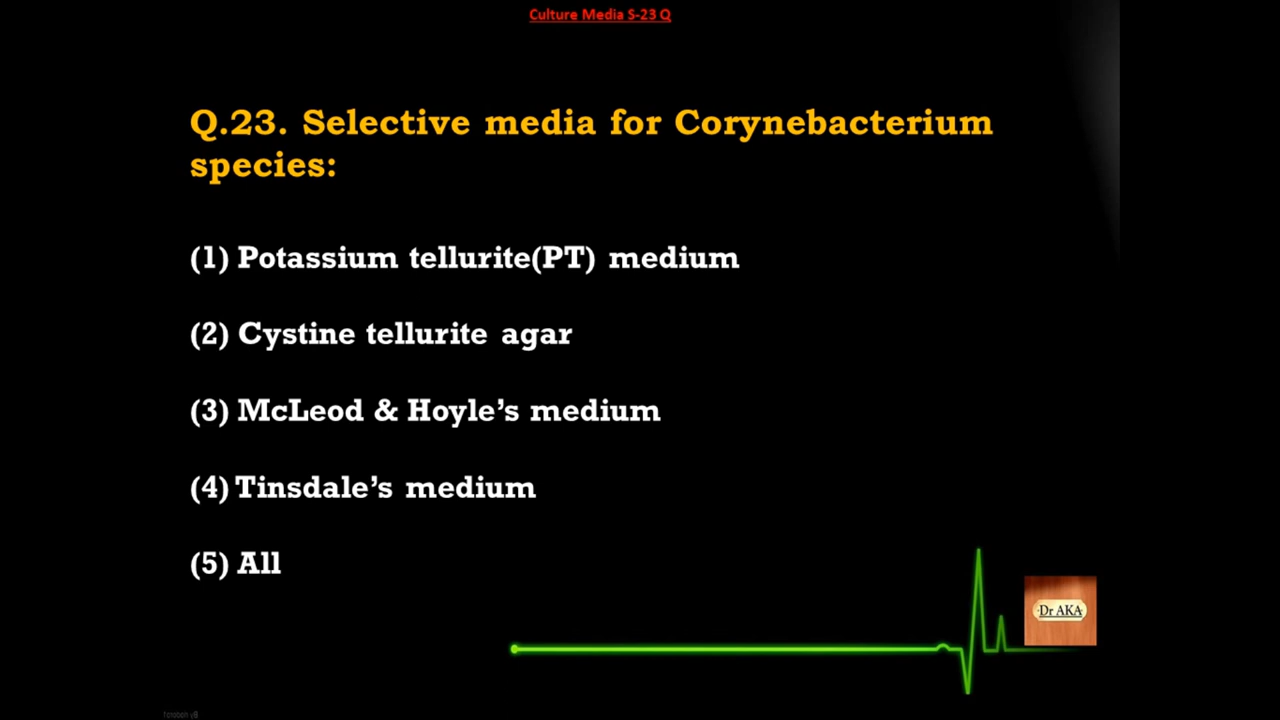 Culture Media S-23 Q
Q.23. Selective media for Corynebacterium
species:
(1) Potassium tellurite(PT) medium
(2) Cystine tellurite agar
(3) McLeod & Hoyle’s medium
(4) Tinsdale’s medium
(5) All
Dr AKA